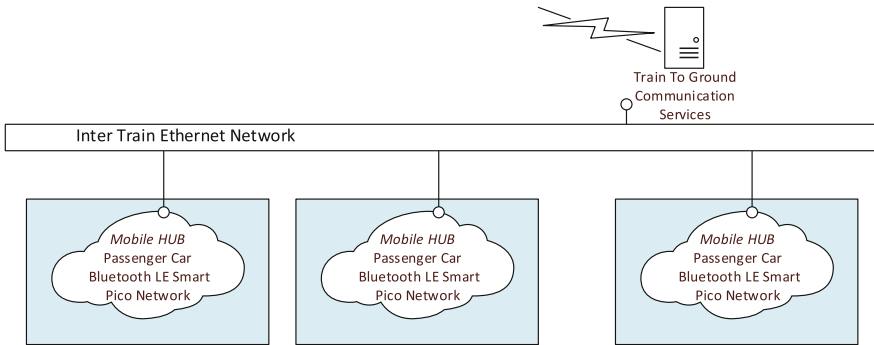 Train To Ground
Communication
Services
Inter Train Ethernet Network
Mobile HUB
Passenger Car
Bluetooth LE Smart
Pico Network
Mobile HUB
Passenger Car
Bluetooth LE Smart
Pico Network
Mobile HUB
Passenger Car
Bluetooth LE Smart
Pico Network